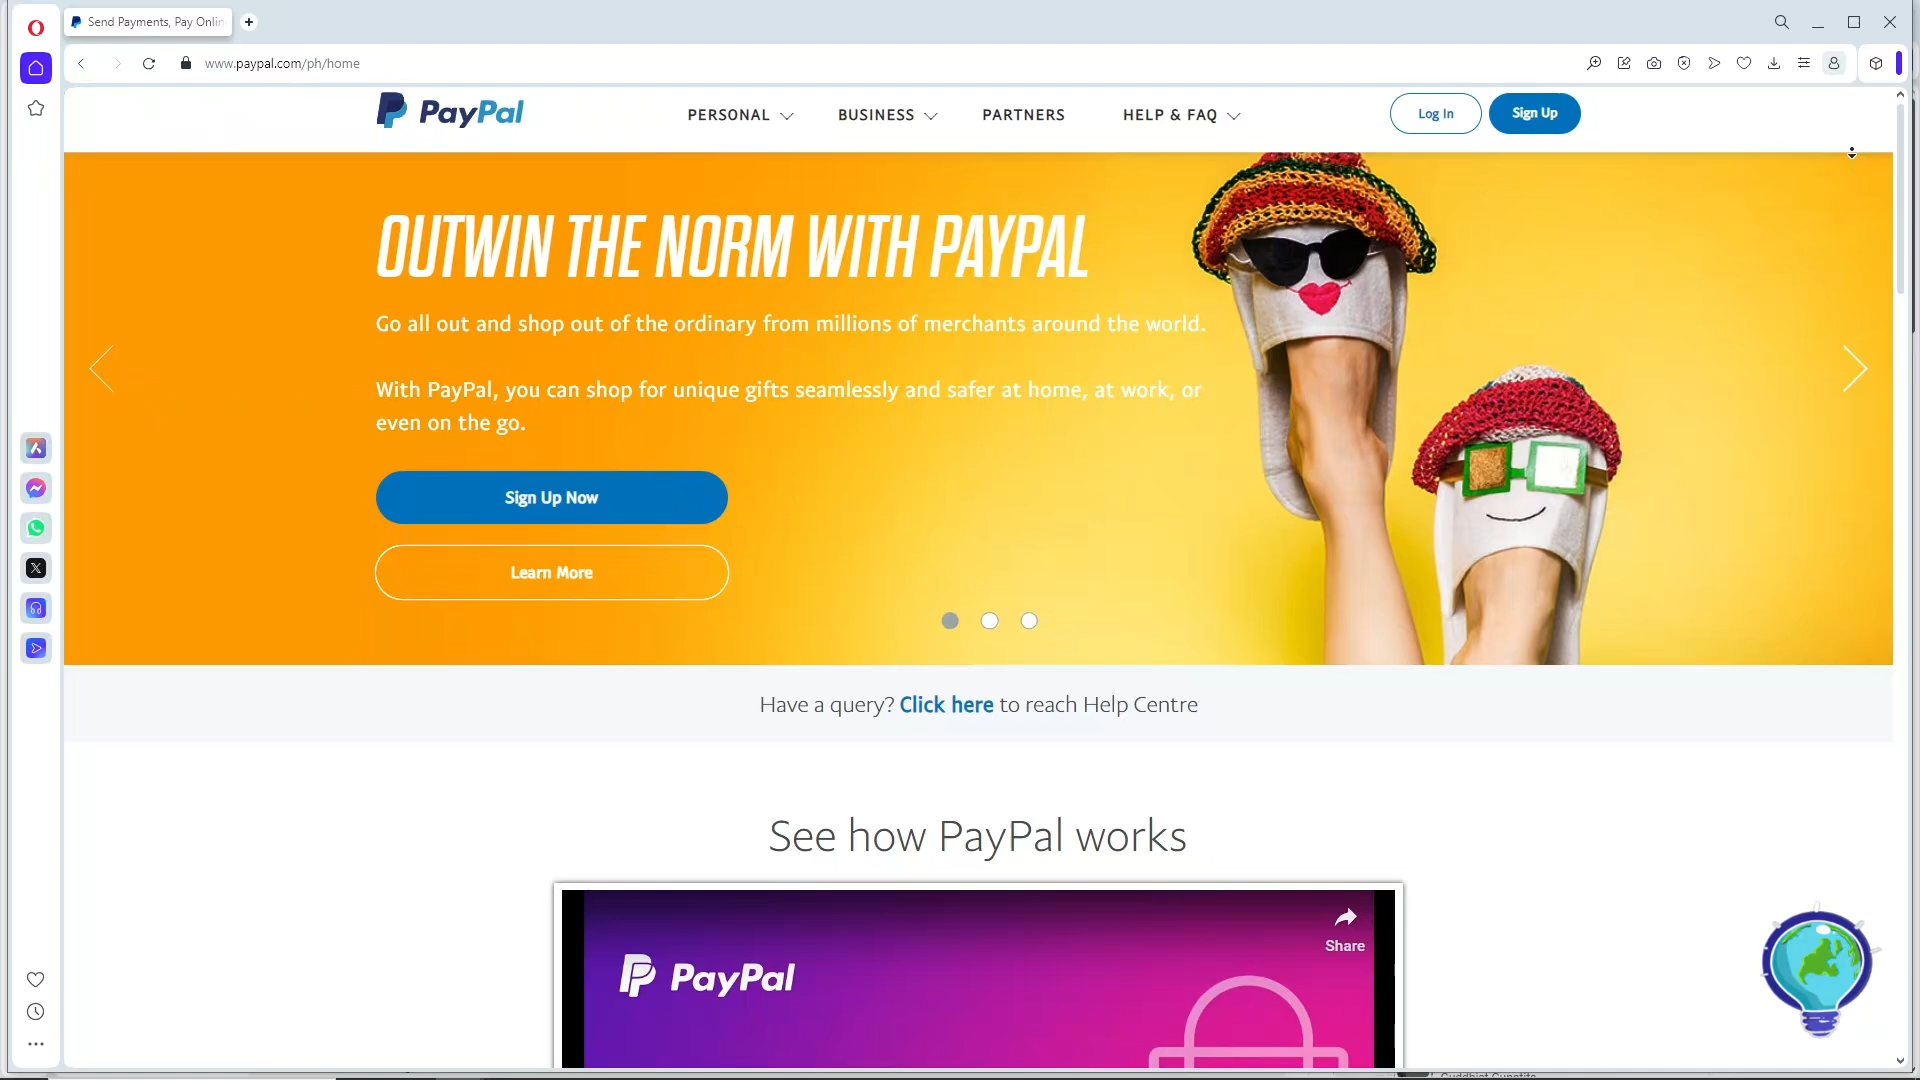 Send Payments, Pay Onlin
www.paypal.com/ph/home
PayPal
PERSONAL
BUSINESS
PARTNERS
HELP & FAQ
Log In
Sign Up
OUTWIN THE NORM WITH PAYPAL
Go all out and shop out of the ordinary from millions of merchants around the world.
With PayPal, you can shop for unique gifts seamlessly and safer at home, at work, or
even on the go.
Sign Up Now
Learn More
Have a query? Click here to reach Help Centre
See how PayPal works
Share
PayPal